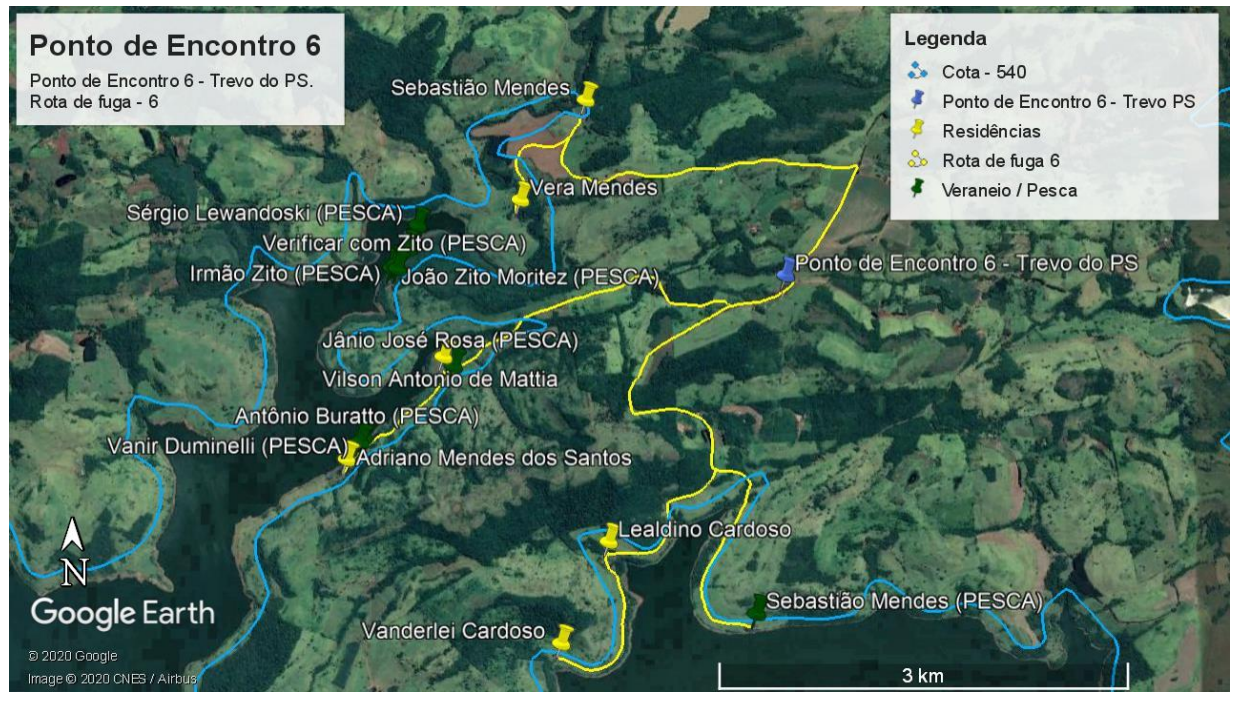 Ponto de Encontro 6
Ponto de Encontro 6 - Trevo do PS.
Rota de fuga - 6
Legenda
Cota - 540
Ponto de Encontro 6 - Trevo PS
Residências
Rota de fuga 6
Veraneio / Pesca
Sebastião Mendes
Vera Mendes
Sérgio Lewandoski (PESCA)
Verificar com Zito (PESCA)
Irmão Zito (PESCA)
João Zito Moritez (PESCA)
Ponto de Encontro 6 - Trevo do PS
Jânio José Rosa (PESCA)
Vilson Antonio de Mattia
Antônio Buratto (PESCA)
Vanir Duminelli (PESCA)
Adriano Mendes dos Santos
Lealdino Cardoso
Sebastião Mendes (PESCA)
Vanderlei Cardoso
N
Google Earth
© 2020 Google
Image © 2020 CNES / Airbus
3 km